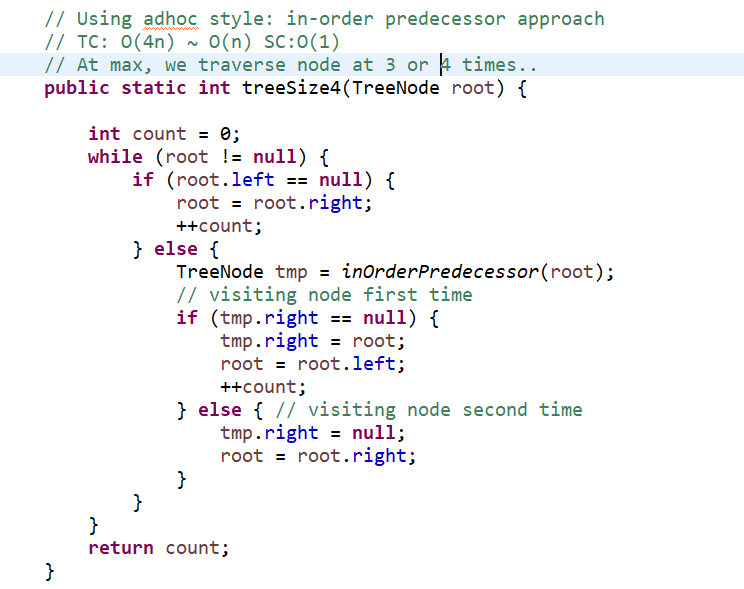 // Using adhoc style: in-order predecessor approach
// TC: O(4n) ~ O(n) SC:O(1)
// At max, we traverse node at 3 or 4 times..
public static int treeSize4(TreeNode root) {

    int count = 0;
    while (root != null) {
        if (root.left == null) {
            root = root.right;
            ++count;
        } else {
            TreeNode tmp = inOrderPredecessor(root);
            // visiting node first time
            if (tmp.right == null) {
                tmp.right = root;
                root = root.left;
                ++count;
            } else { // visiting node second time
                tmp.right = null;
                root = root.right;
            }
        }
    }
    return count;
}